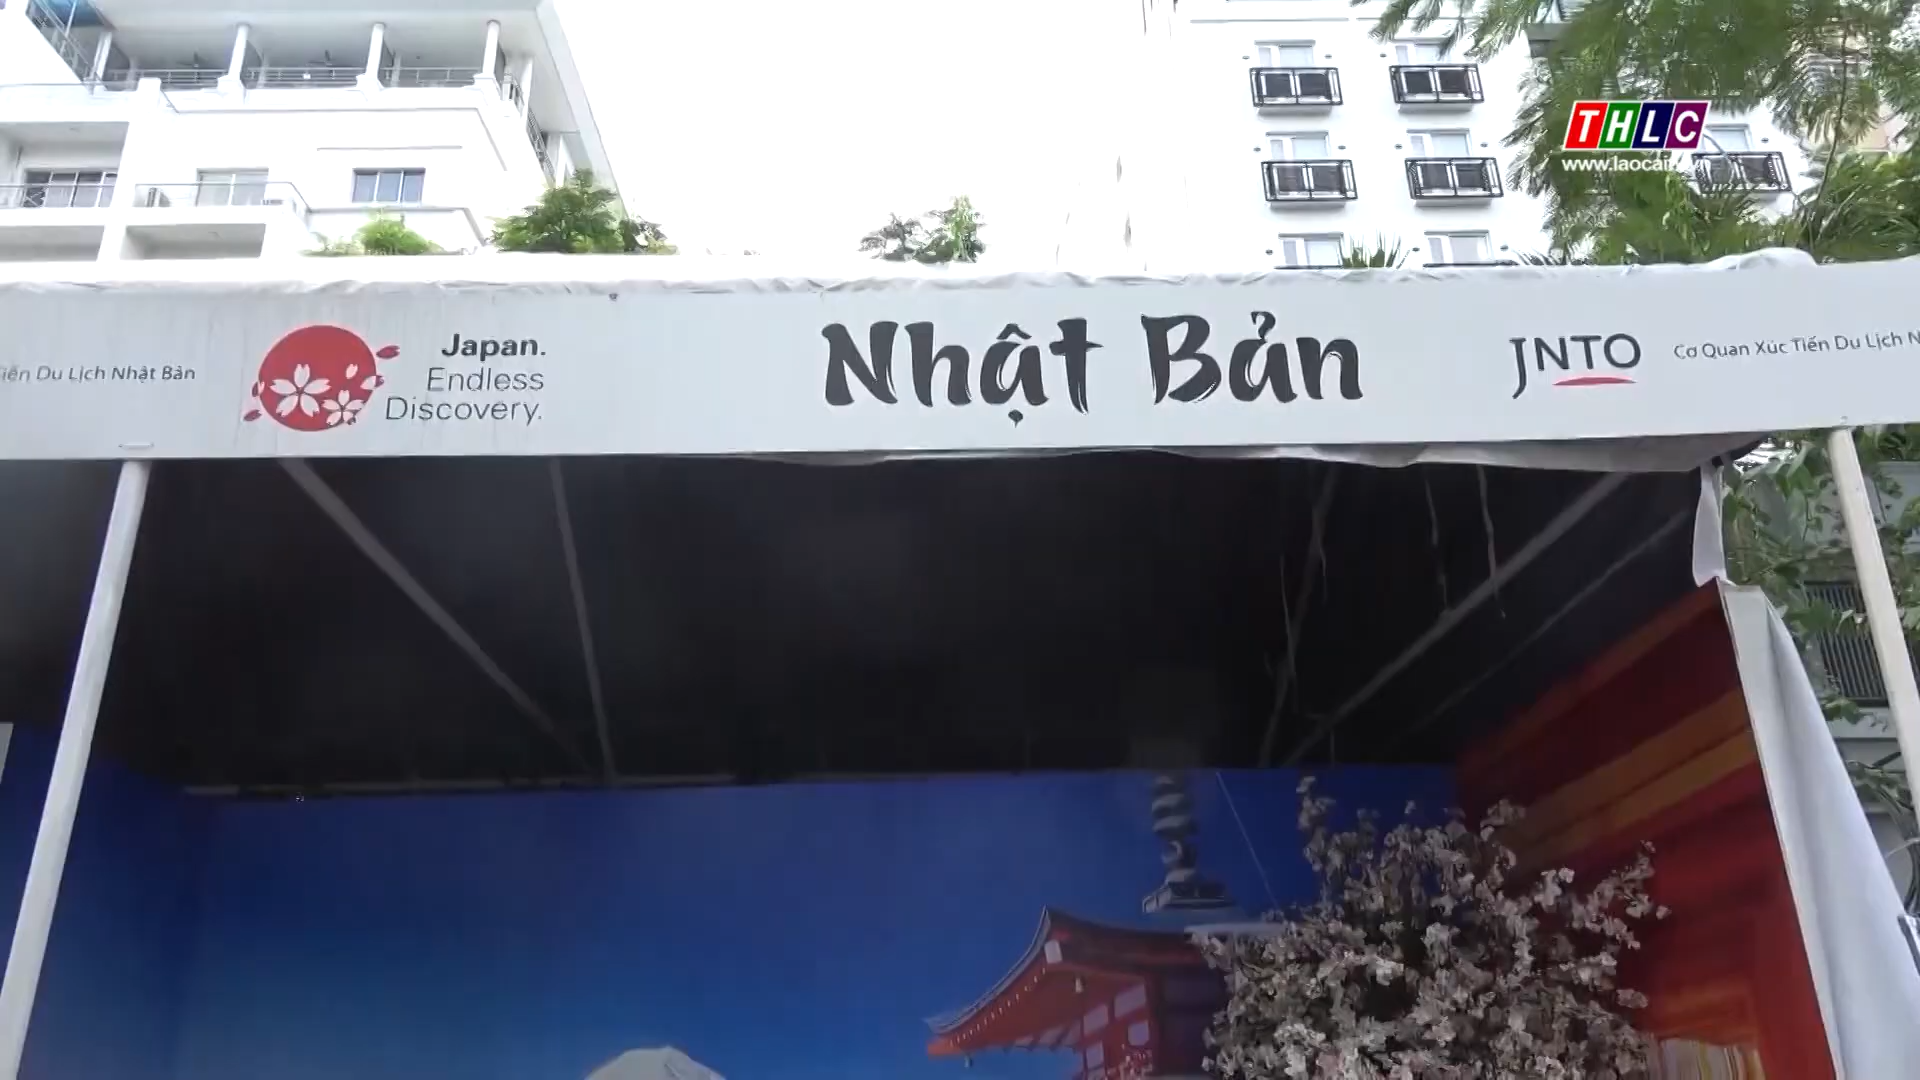 THLC
www.laocaitv.vn
Tiến Du Lịch Nhật Bản
Japan.
Endless
Discovery.
Nhật Bản
JNTO
Cơ Quan Xúc Tiến Du Lịch